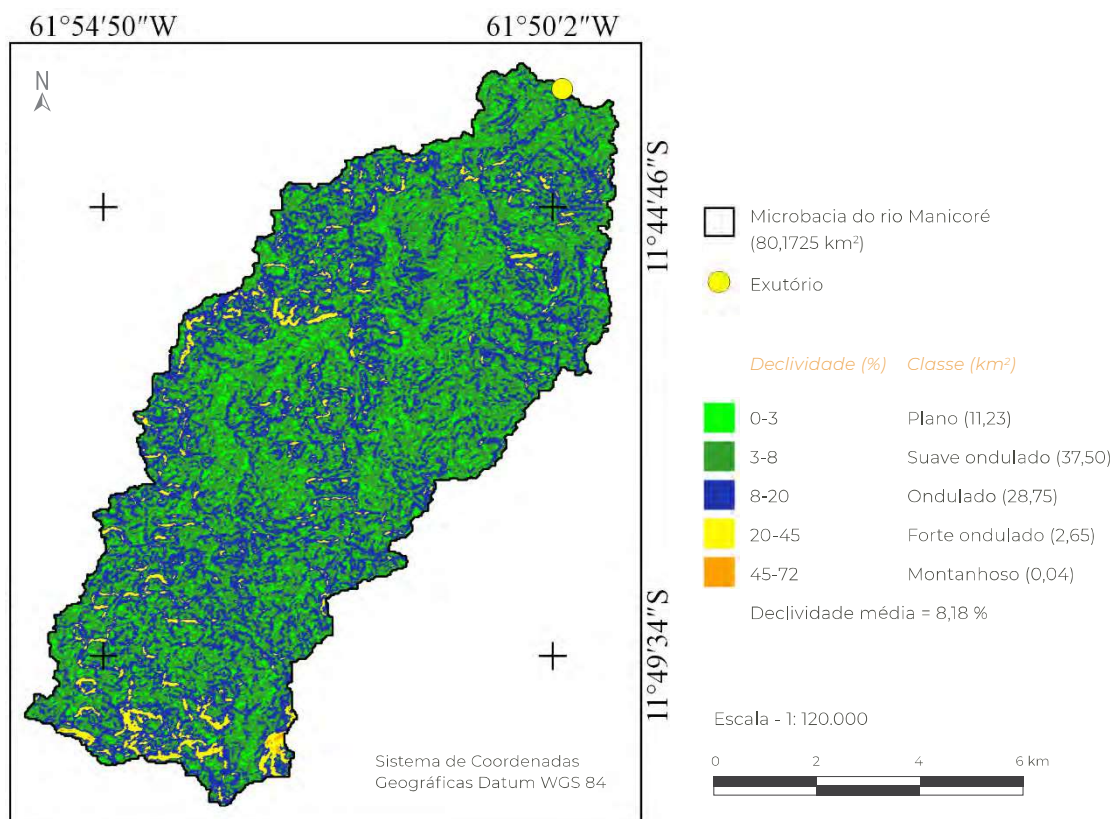 61°54′50″W
61°50′2″W
N
11°44′46″S
11°49′34″S
Microbacia do rio Manicoré
(80,1725 km²)
Exutório
Declividade (%) Classe (km²)
0-3 Plano (11,23)
3-8 Suave ondulado (37,50)
8-20 Ondulado (28,75)
20-45 Forte ondulado (2,65)
45-72 Montanhoso (0,04)
Declividade média = 8,18 %
Escala - 1: 120.000
0 2 4 6 km
Sistema de Coordenadas
Geográficas Datum WGS 84